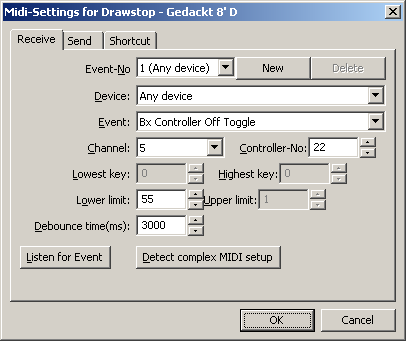 Midi-Settings for Drawstop - Gedackt 8' D
Receive Send Shortcut
Event-No 1 (Any device) New Delete
Device: Any device
Event: Bx Controller Off Toggle
Channel: 5 Controller-No: 22
Lowest key: 0 Highest key: 0
Lower limit: 55 Upper limit: 1
Debounce time(ms): 3000
Listen for Event Detect complex MIDI setup
OK Cancel